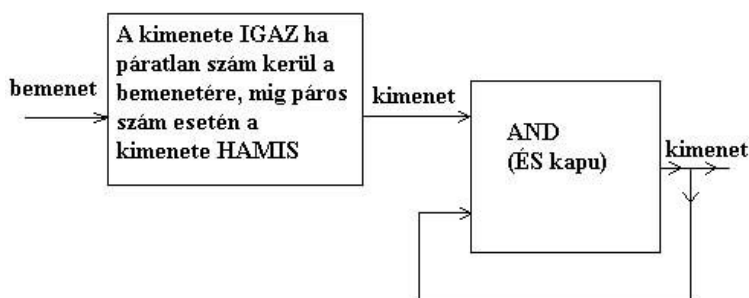 bemenet
A kimenete IGAZ ha
páratlan szám kerül a
bemenetére, mig páros
szám esetén a
kimenete HAMIS
kimenet
AND
(ÉS kapu)
kimenet